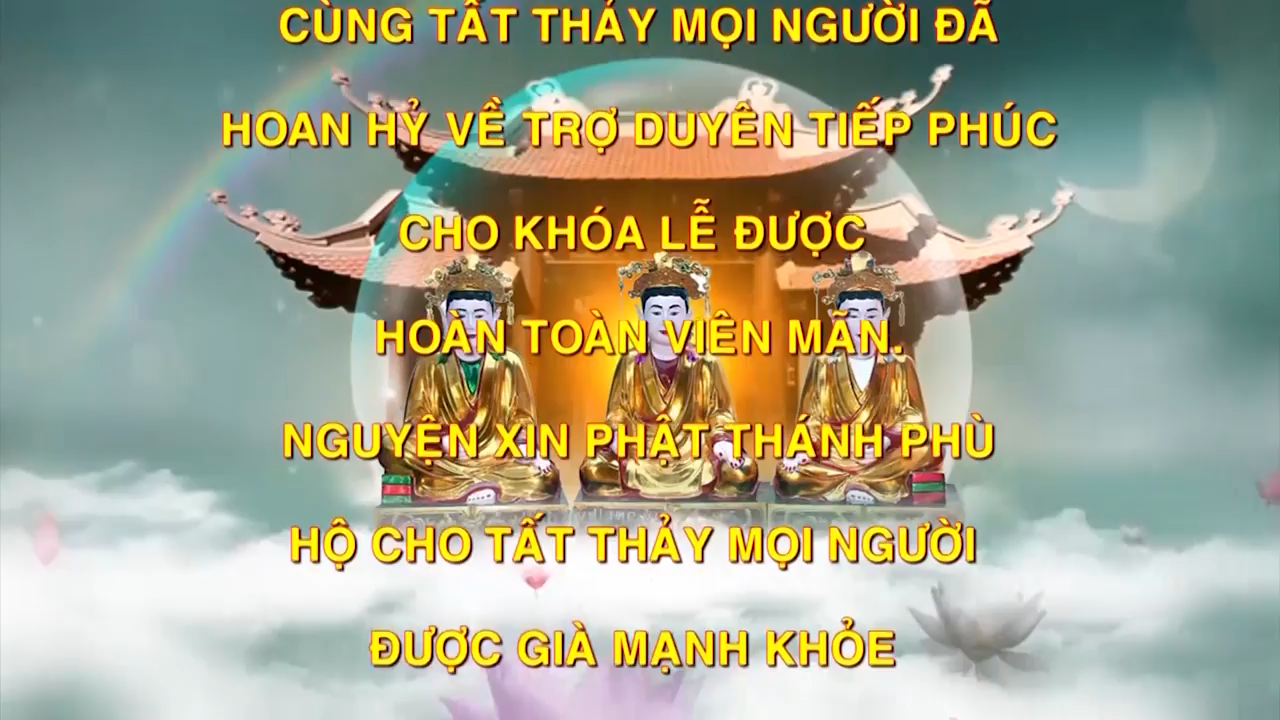 CÙNG TẤT THẢY MỌI NGƯỜI ĐÃ
HOAN HỶ VỀ TRỢ DUYÊN TIẾP PHÚC
CHO KHÓA LỄ ĐƯỢC
HOÀN TOÀN VIÊN MÃN.
NGUYỆN XIN PHẬT THÁNH PHÙ
HỘ CHO TẤT THẢY MỌI NGƯỜI
ĐƯỢC GIÀ MẠNH KHỎE